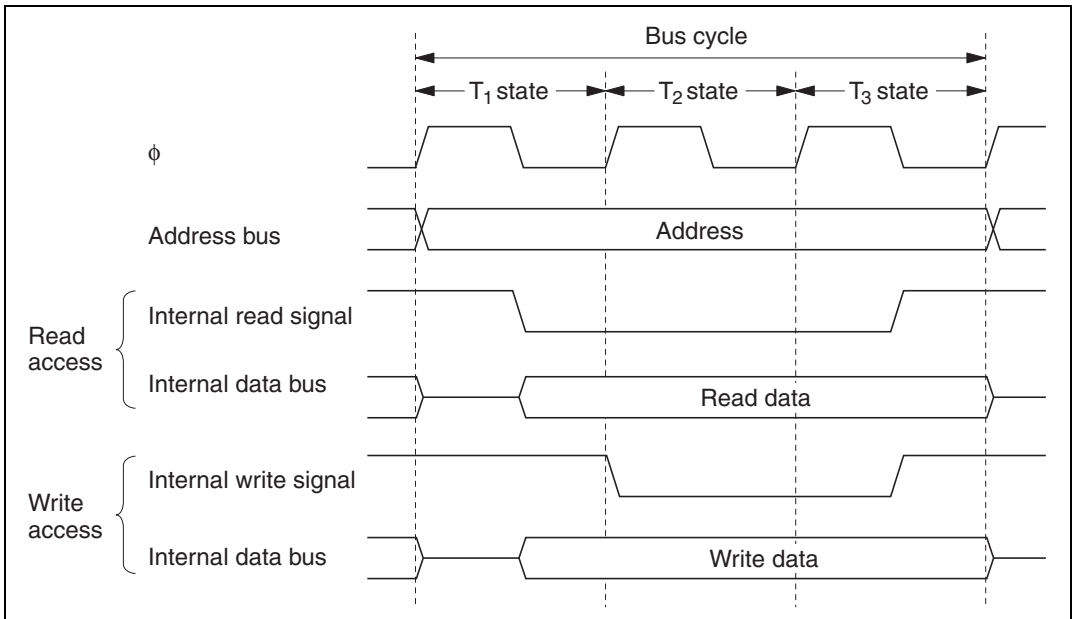 Bus cycle
T₁ state
T₂ state
T₃ state
ϕ
Address bus
Address
Read
access
Internal read signal
Internal data bus
Read data
Write
access
Internal write signal
Internal data bus
Write data